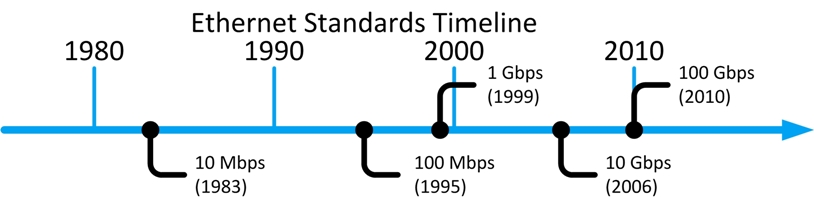 Ethernet Standards Timeline
1980 1990 2000 2010
1 Gbps
(1999)
100 Gbps
(2010)
10 Mbps
(1983)
100 Mbps
(1995)
10 Gbps
(2006)